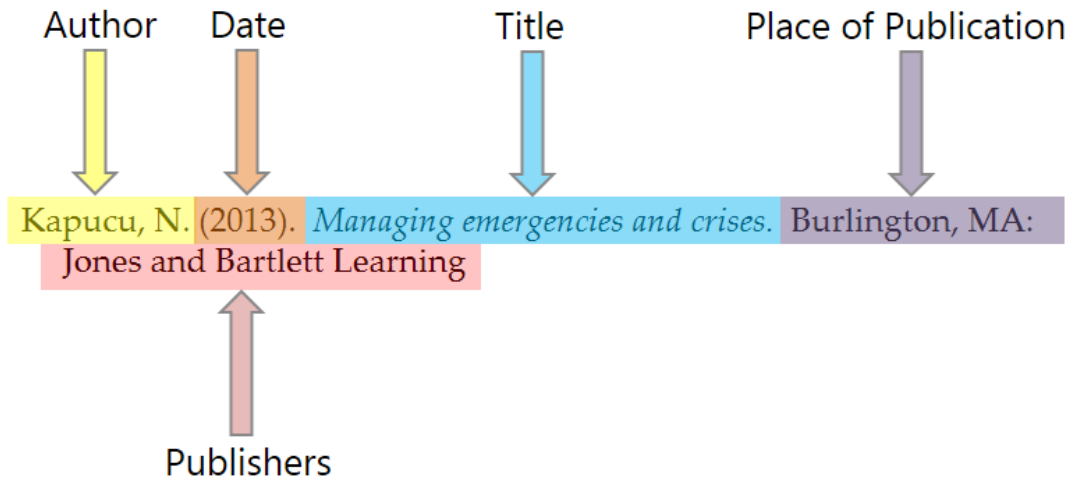 Author Date Title Place of Publication
Kapucu, N. (2013). Managing emergencies and crises. Burlington, MA:
Jones and Bartlett Learning
Publishers